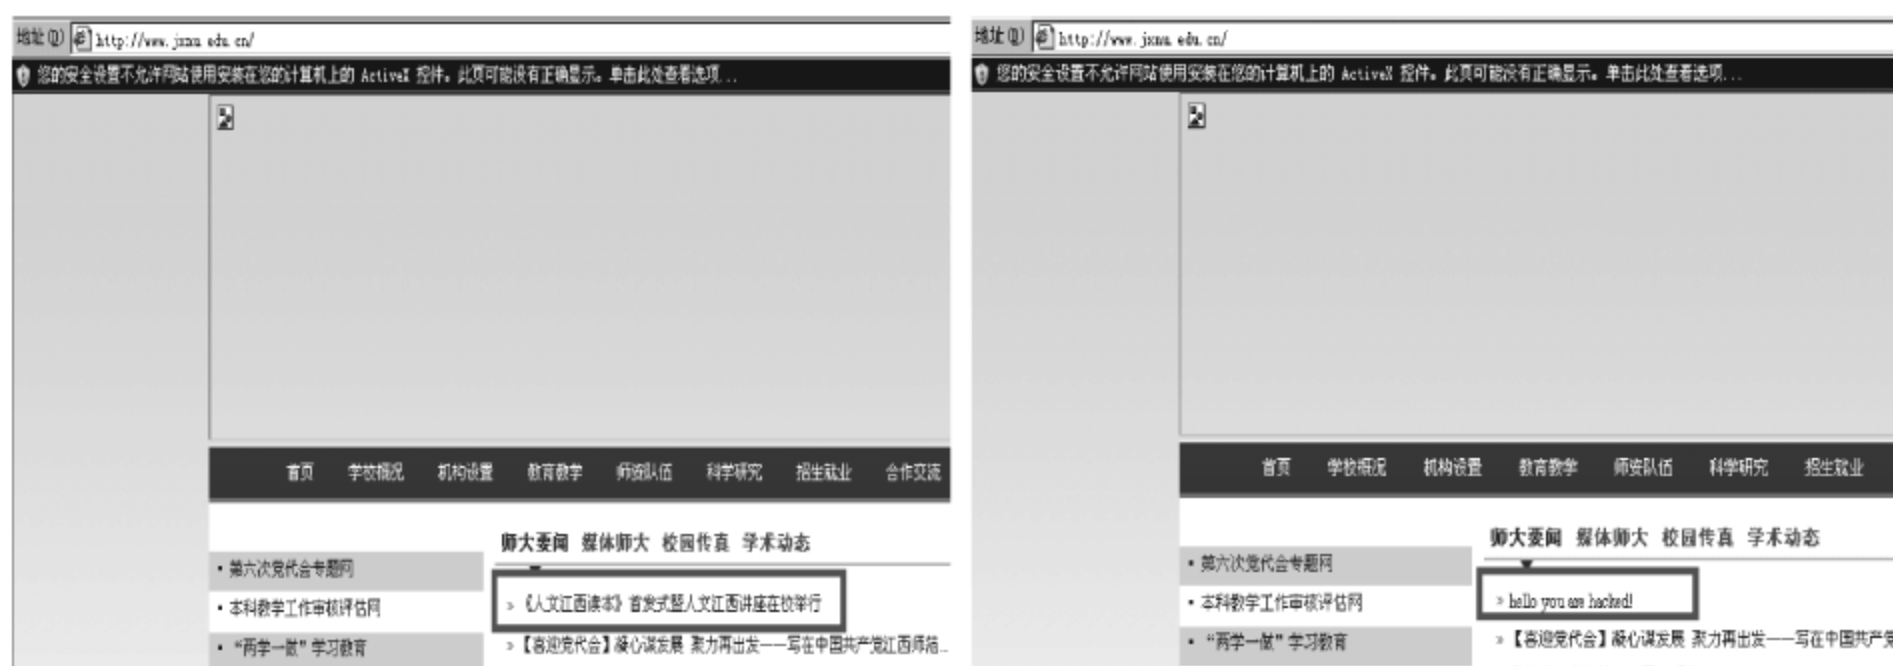 地址(D) http://www.jxnu.edu.cn/
您的安全设置不允许网站使用安装在您的计算机上的 ActiveX 控件。此页可能没有正确显示。单击此处查看选项...
首页 学校概况 机构设置 教育教学 师资队伍 科学研究 招生就业 合作交流
师大要闻 媒体师大 校园传真 学术动态
▪ 第六次党代会专题网
» 《人文江西读本》首发式暨人文江西讲座在校举行
▪ 本科教学工作审核评估网
▪ “两学一做”学习教育
» 【喜迎党代会】凝心谋发展 聚力再出发——写在中国共产党江西师范...
地址(D) http://www.jxnu.edu.cn/
您的安全设置不允许网站使用安装在您的计算机上的 ActiveX 控件。此页可能没有正确显示。单击此处查看选项...
首页 学校概况 机构设置 教育教学 师资队伍 科学研究 招生就业
师大要闻 媒体师大 校园传真 学术动态
▪ 第六次党代会专题网
» hello you are hacked!
▪ 本科教学工作审核评估网
▪ “两学一做”学习教育
» 【喜迎党代会】凝心谋发展 聚力再出发——写在中国共产党